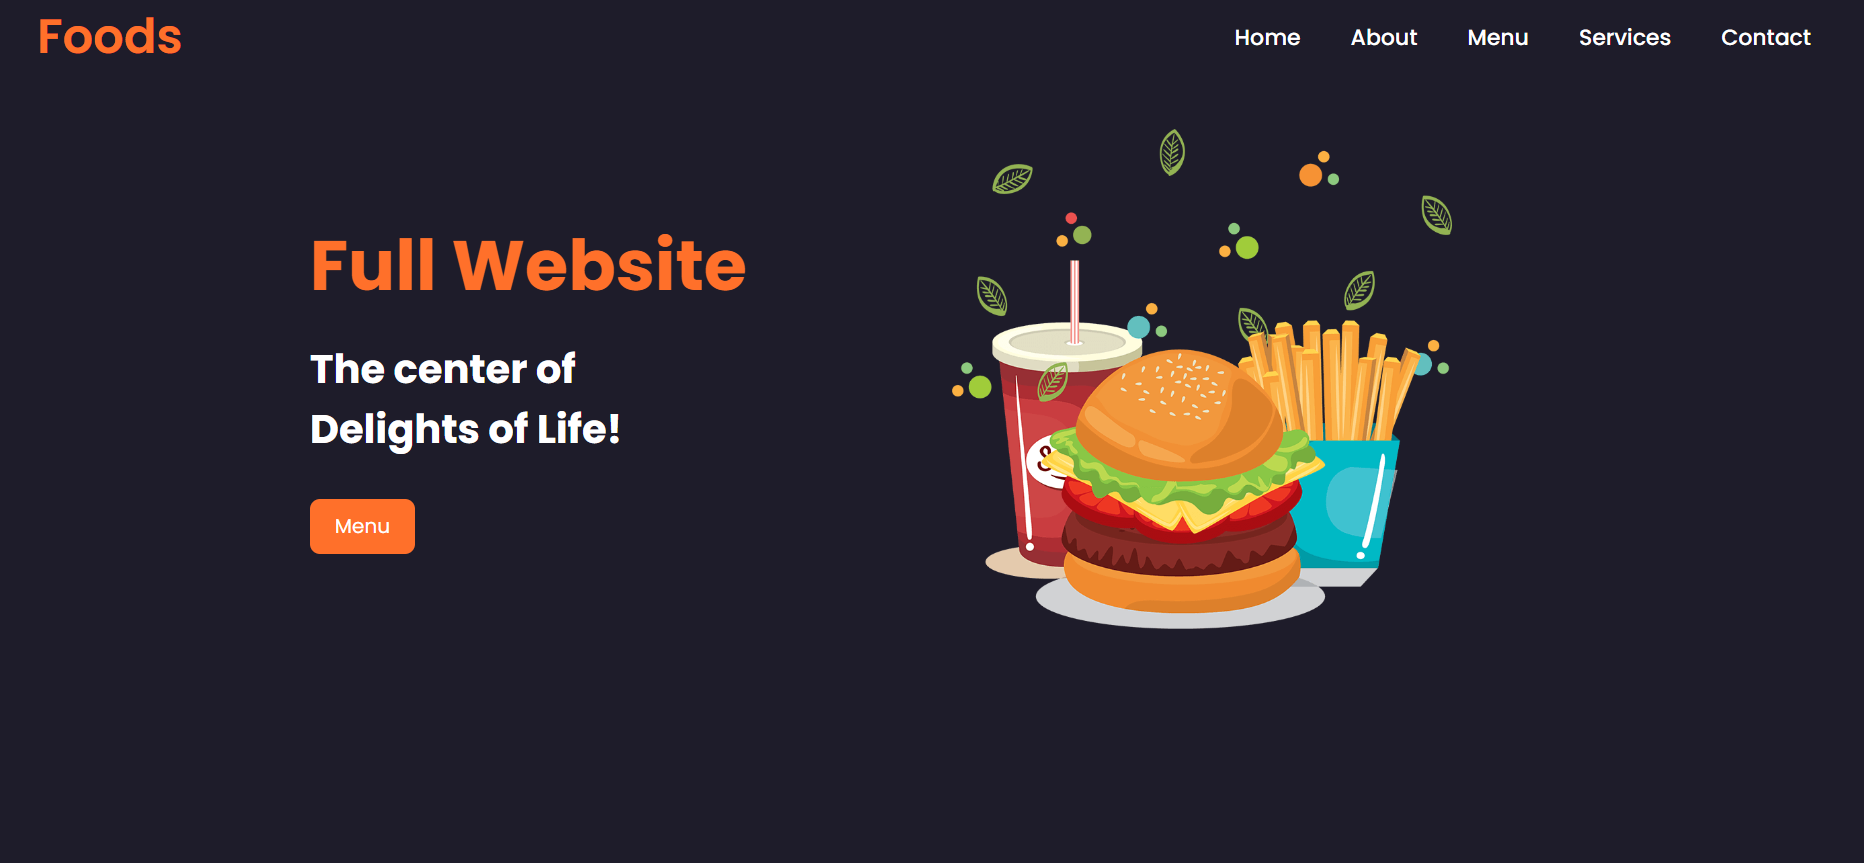 Foods
Home About Menu Services Contact
Full Website
The center of
Delights of Life!
Menu